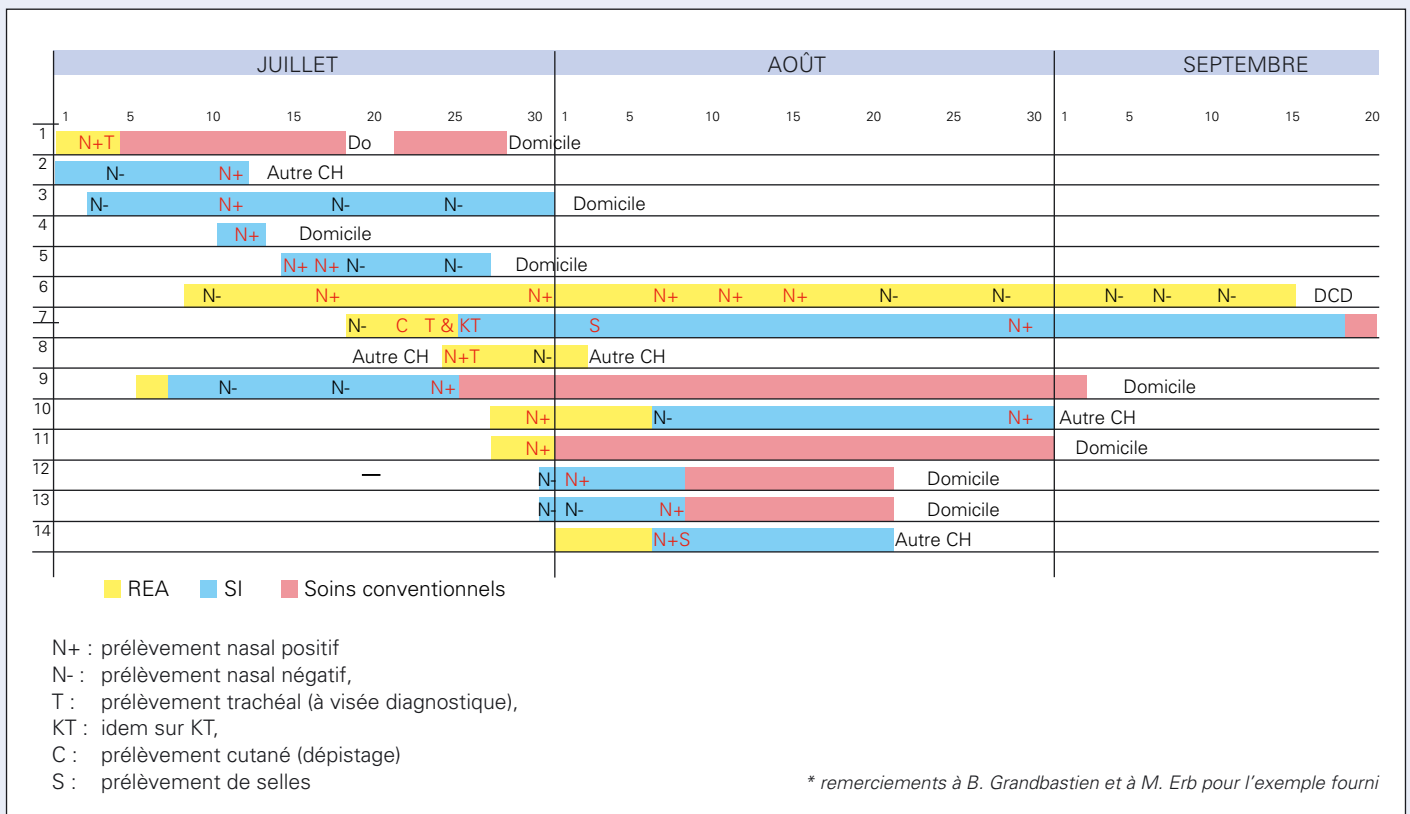 JUILLET AOÛT SEPTEMBRE
1 5 10 15 20 25 30 1 5 10 15 20 25 30 1 5 10 15 20
1 N+T Do Domicile
2 N- N+ Autre CH
3 N- N+ N- N- Domicile
4 N+ Domicile
5 N+ N+ N- N- Domicile
6 N- N+ N+ N+ N+ N+ N- N- N- N- N- DCD
7 N- C T & KT S N+
8 Autre CH N+T N- Autre CH
9 N- N- N+ Domicile
10 N+ N- N+ Autre CH
11 N+ Domicile
12 – N- N+ Domicile
13 N- N- N+ Domicile
14 N+S Autre CH
REA SI Soins conventionnels
N+ : prélèvement nasal positif
N- : prélèvement nasal négatif,
T : prélèvement trachéal (à visée diagnostique),
KT : idem sur KT,
C : prélèvement cutané (dépistage)
S : prélèvement de selles
* remerciements à B. Grandbastien et à M. Erb pour l'exemple fourni